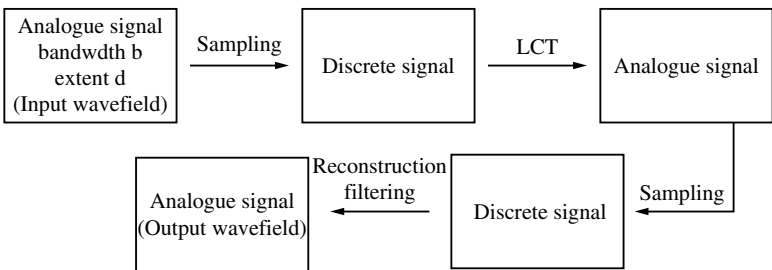 Analogue signal
bandwdth b
extent d
(Input wavefield)
Sampling
Discrete signal
LCT
Analogue signal
Sampling
Discrete signal
Reconstruction
filtering
Analogue signal
(Output wavefield)